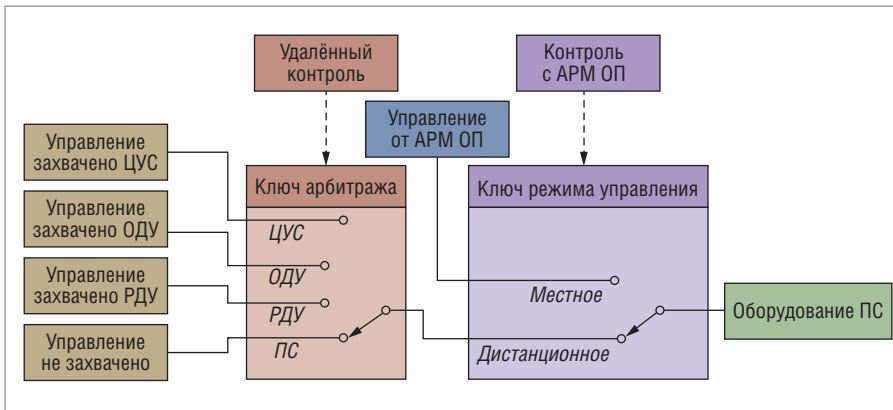 Удалённый
контроль
Контроль
с АРМ ОП
Управление
от АРМ ОП
Управление
захвачено ЦУС
Управление
захвачено ОДУ
Управление
захвачено РДУ
Управление
не захвачено
Ключ арбитража
ЦУС
ОДУ
РДУ
ПС
Ключ режима управления
Местное
Дистанционное
Оборудование ПС